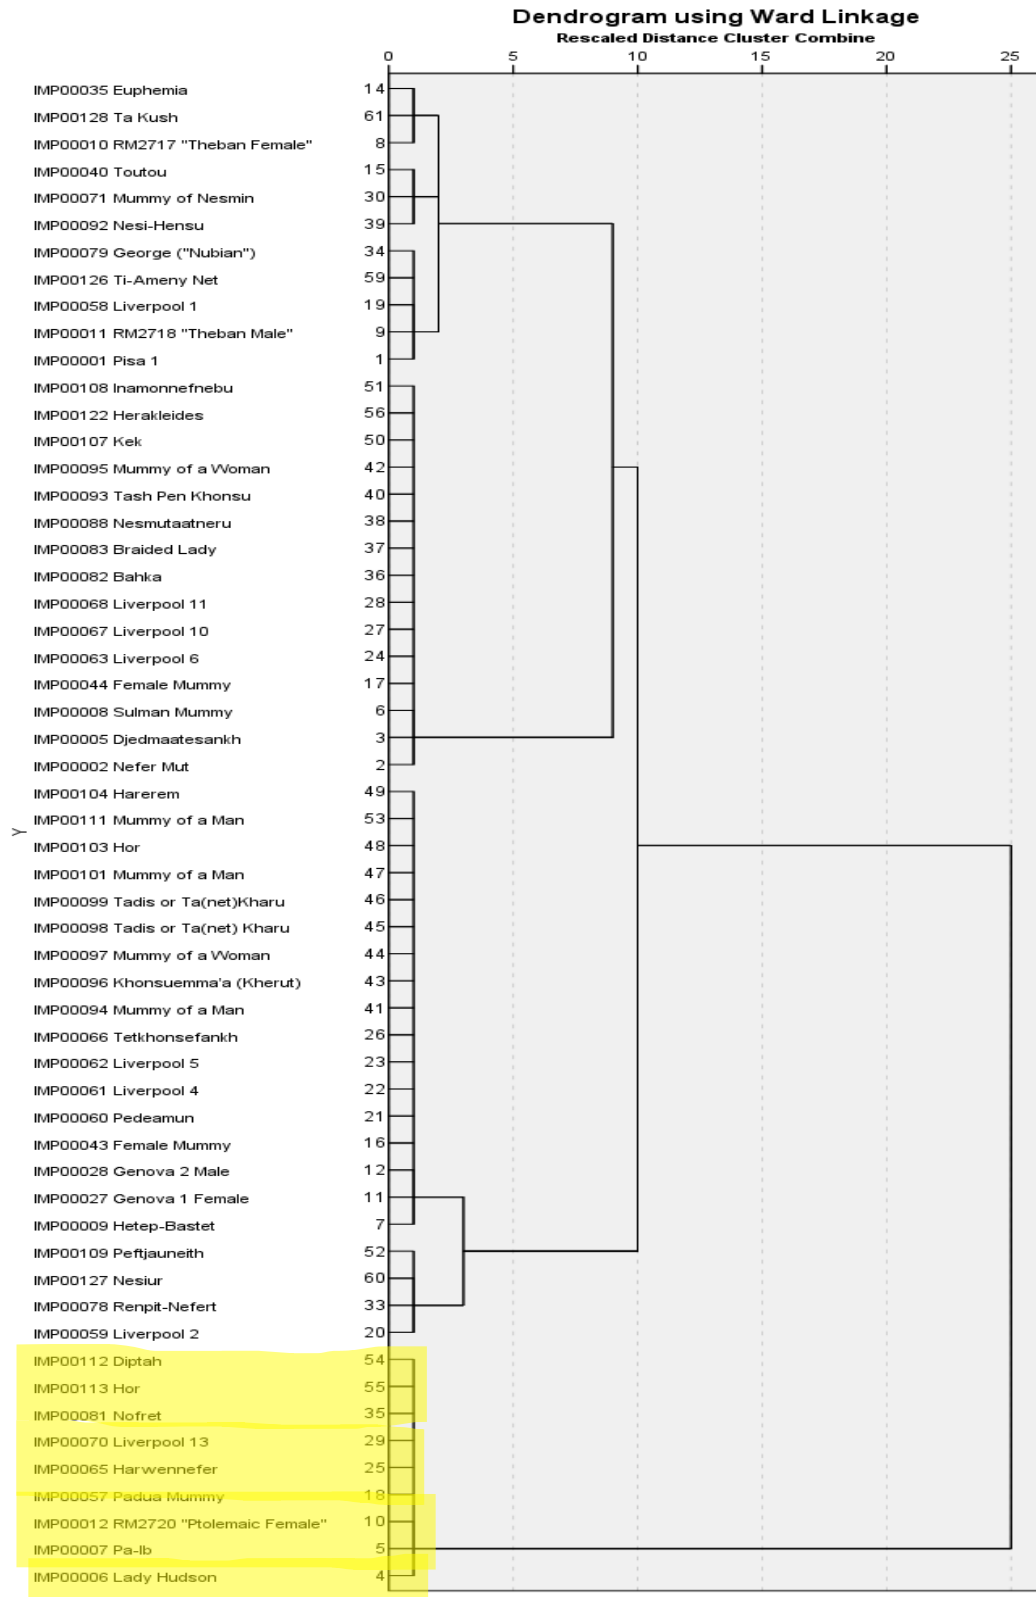 Dendrogram using Ward Linkage
Rescaled Distance Cluster Combine
0 5 10 15 20 25
IMP00035 Euphemia 14
IMP00128 Ta Kush 61
IMP00010 RM2717 "Theban Female" 8
IMP00040 Toutou 15
IMP00071 Mummy of Nesmin 30
IMP00092 Nesi-Hensu 39
IMP00079 George ("Nubian") 34
IMP00126 Ti-Ameny Net 59
IMP00058 Liverpool 1 19
IMP00011 RM2718 "Theban Male" 9
IMP00001 Pisa 1 1
IMP00108 Inamonnefnebu 51
IMP00122 Herakleides 56
IMP00107 Kek 50
IMP00095 Mummy of a Woman 42
IMP00093 Tash Pen Khonsu 40
IMP00088 Nesmutaatneru 38
IMP00083 Braided Lady 37
IMP00082 Bahka 36
IMP00068 Liverpool 11 28
IMP00067 Liverpool 10 27
IMP00063 Liverpool 6 24
IMP00044 Female Mummy 17
IMP00008 Sulman Mummy 6
IMP00005 Djedmaatesankh 3
IMP00002 Nefer Mut 2
IMP00104 Harerem 49
IMP00111 Mummy of a Man 53
Y
IMP00103 Hor 48
IMP00101 Mummy of a Man 47
IMP00099 Tadis or Ta(net)Kharu 46
IMP00098 Tadis or Ta(net) Kharu 45
IMP00097 Mummy of a Woman 44
IMP00096 Khonsuemma'a (Kherut) 43
IMP00094 Mummy of a Man 41
IMP00066 Tetkhonsefankh 26
IMP00062 Liverpool 5 23
IMP00061 Liverpool 4 22
IMP00060 Pedeamun 21
IMP00043 Female Mummy 16
IMP00028 Genova 2 Male 12
IMP00027 Genova 1 Female 11
IMP00009 Hetep-Bastet 7
IMP00109 Peftjauneith 52
IMP00127 Nesiur 60
IMP00078 Renpit-Nefert 33
IMP00059 Liverpool 2 20
IMP00112 Diptah 54
IMP00113 Hor 55
IMP00081 Nofret 35
IMP00070 Liverpool 13 29
IMP00065 Harwennefer 25
IMP00057 Padua Mummy 18
IMP00012 RM2720 "Ptolemaic Female" 10
IMP00007 Pa-Ib 5
IMP00006 Lady Hudson 4